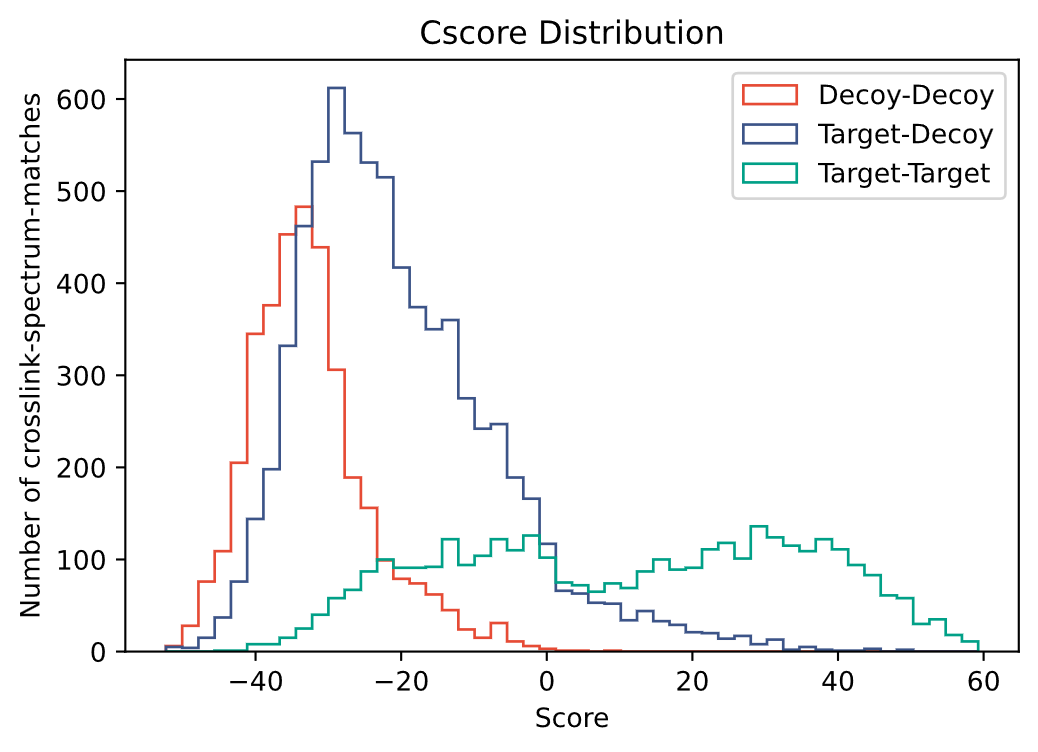 Cscore Distribution
Number of crosslink-spectrum-matches
600
500
400
300
200
100
0
−40
−20
0
20
40
60
Score
Decoy-Decoy
Target-Decoy
Target-Target